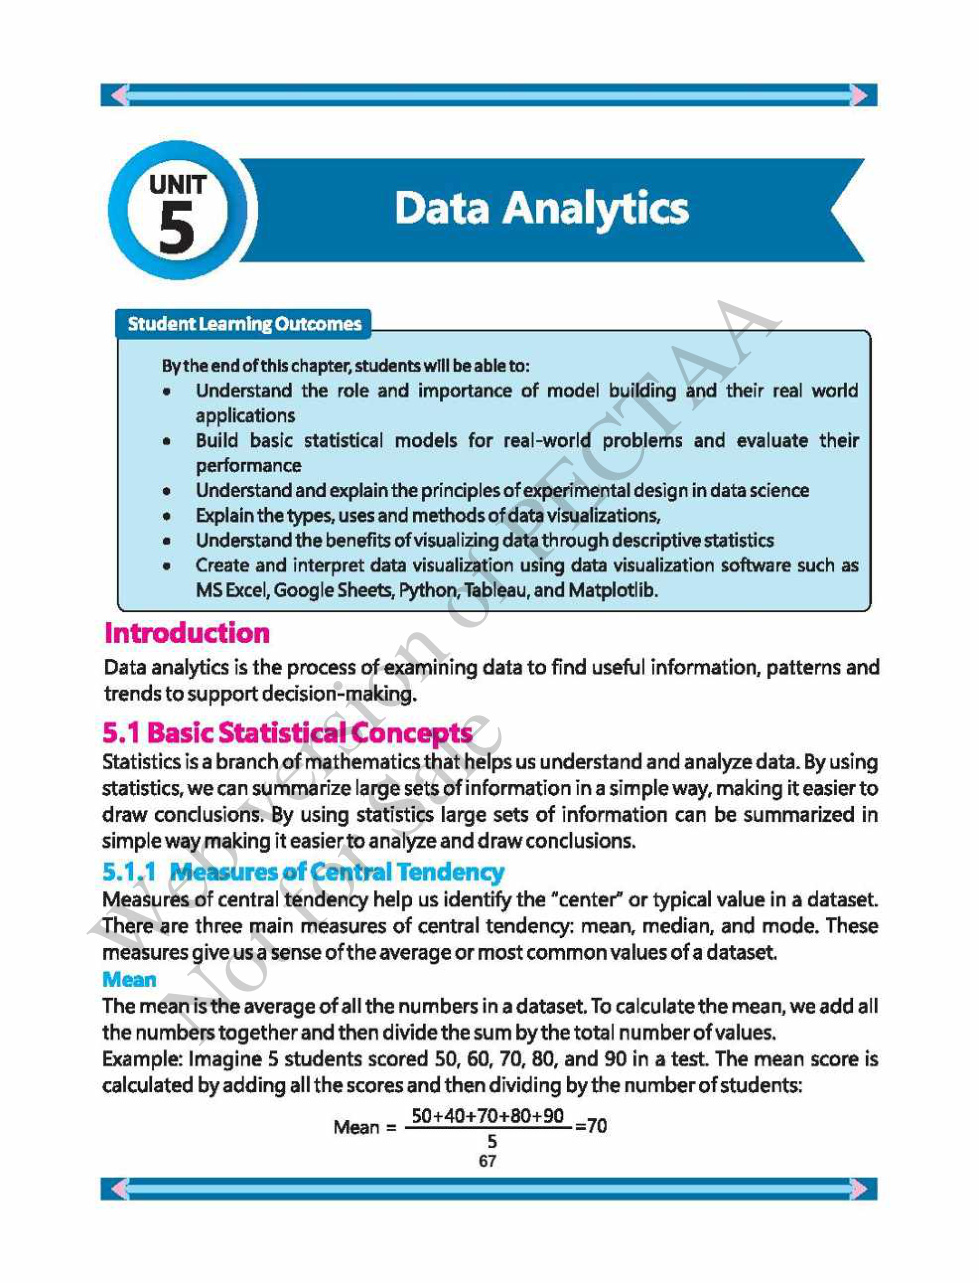 UNIT
5
Data Analytics
Student Learning Outcomes
By the end of this chapter, students will be able to:
• Understand the role and importance of model building and their real world
applications
• Build basic statistical models for real-world problems and evaluate their
performance
• Understand and explain the principles of experimental design in data science
• Explain the types, uses and methods of data visualizations,
• Understand the benefits of visualizing data through descriptive statistics
• Create and interpret data visualization using data visualization software such as
MS Excel, Google Sheets, Python, Tableau, and Matplotlib.
Introduction
Data analytics is the process of examining data to find useful information, patterns and
trends to support decision-making.
5.1 Basic Statistical Concepts
Statistics is a branch of mathematics that helps us understand and analyze data. By using
statistics, we can summarize large sets of information in a simple way, making it easier to
draw conclusions. By using statistics large sets of information can be summarized in
simple way making it easier to analyze and draw conclusions.
5.1.1 Measures of Central Tendency
Measures of central tendency help us identify the "center" or typical value in a dataset.
There are three main measures of central tendency: mean, median, and mode. These
measures give us a sense of the average or most common values of a dataset.
Mean
The mean is the average of all the numbers in a dataset. To calculate the mean, we add all
the numbers together and then divide the sum by the total number of values.
Example: Imagine 5 students scored 50, 60, 70, 80, and 90 in a test. The mean score is
calculated by adding all the scores and then dividing by the number of students:
Mean = 50+40+70+80+90 =70
5
67
Web version of PECTAA
Not for Sale